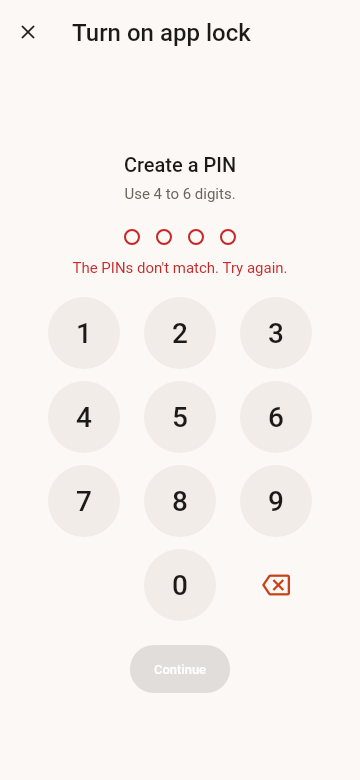 Turn on app lock
Create a PIN
Use 4 to 6 digits.
The PINs don't match. Try again.
1 2 3
4 5 6
7 8 9
0
Continue